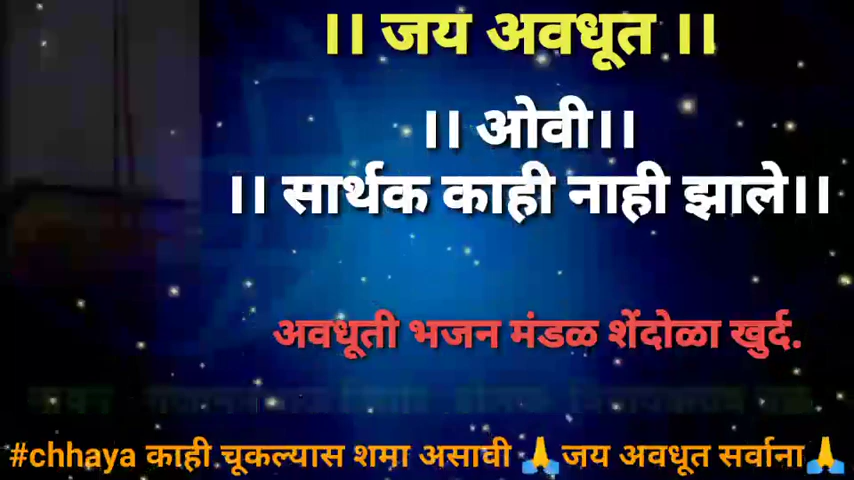 ।। जय अवधूत ।।
।। ओवी।।
।। सार्थक काही नाही झाले।।
अवधूती भजन मंडळ शेंदोळा खुर्द.
#chhaya काही चूकल्यास शमा असावी 🙏जय अवधूत सर्वाना🙏